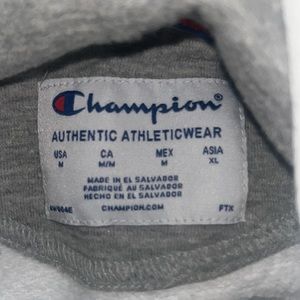 Champion
AUTHENTIC ATHLETICWEAR
USA CA MEX ASIA
M M/M M XL
MADE IN EL SALVADOR
FABRIQUÉ AU SALVADOR
HECHO EN EL SALVADOR
CHAMPION.COM FTX